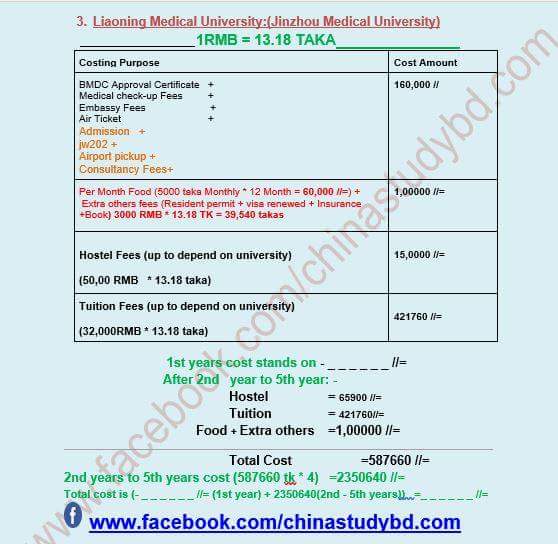 3. Liaoning Medical University:(Jinzhou Medical University)
1RMB = 13.18 TAKA
Costing Purpose Cost Amount
BMDC Approval Certificate + 160,000 //
Medical check-up Fees +
Embassy Fees +
Air Ticket +
Admission +
jw202 +
Airport pickup +
Consultancy Fees+
Per Month Food (5000 taka Monthly * 12 Month = 60,000 //=) + 1,00000 //=
Extra others fees (Resident permit + visa renewed + Insurance
+Book) 3000 RMB * 13.18 TK = 39,540 takas
Hostel Fees (up to depend on university) 15,0000 //=
(50,00 RMB * 13.18 taka)
Tuition Fees (up to depend on university)
421760 //=
(32,000RMB * 13.18 taka)
1st years cost stands on - _ _ _ _ _ _ //=
After 2nd year to 5th year: -
Hostel = 65900 //=
Tuition = 421760//=
Food + Extra others =1,00000 //=
Total Cost =587660 //=
2nd years to 5th years cost (587660 tk * 4) =2350640 //=
Total cost is (- _ _ _ _ _ _ //= (1st year) + 2350640(2nd - 5th years)) =_ _ _ _ _ _ //=
www.facebook.com/chinastudybd.com
www.facebook.com/chinastudybd.com